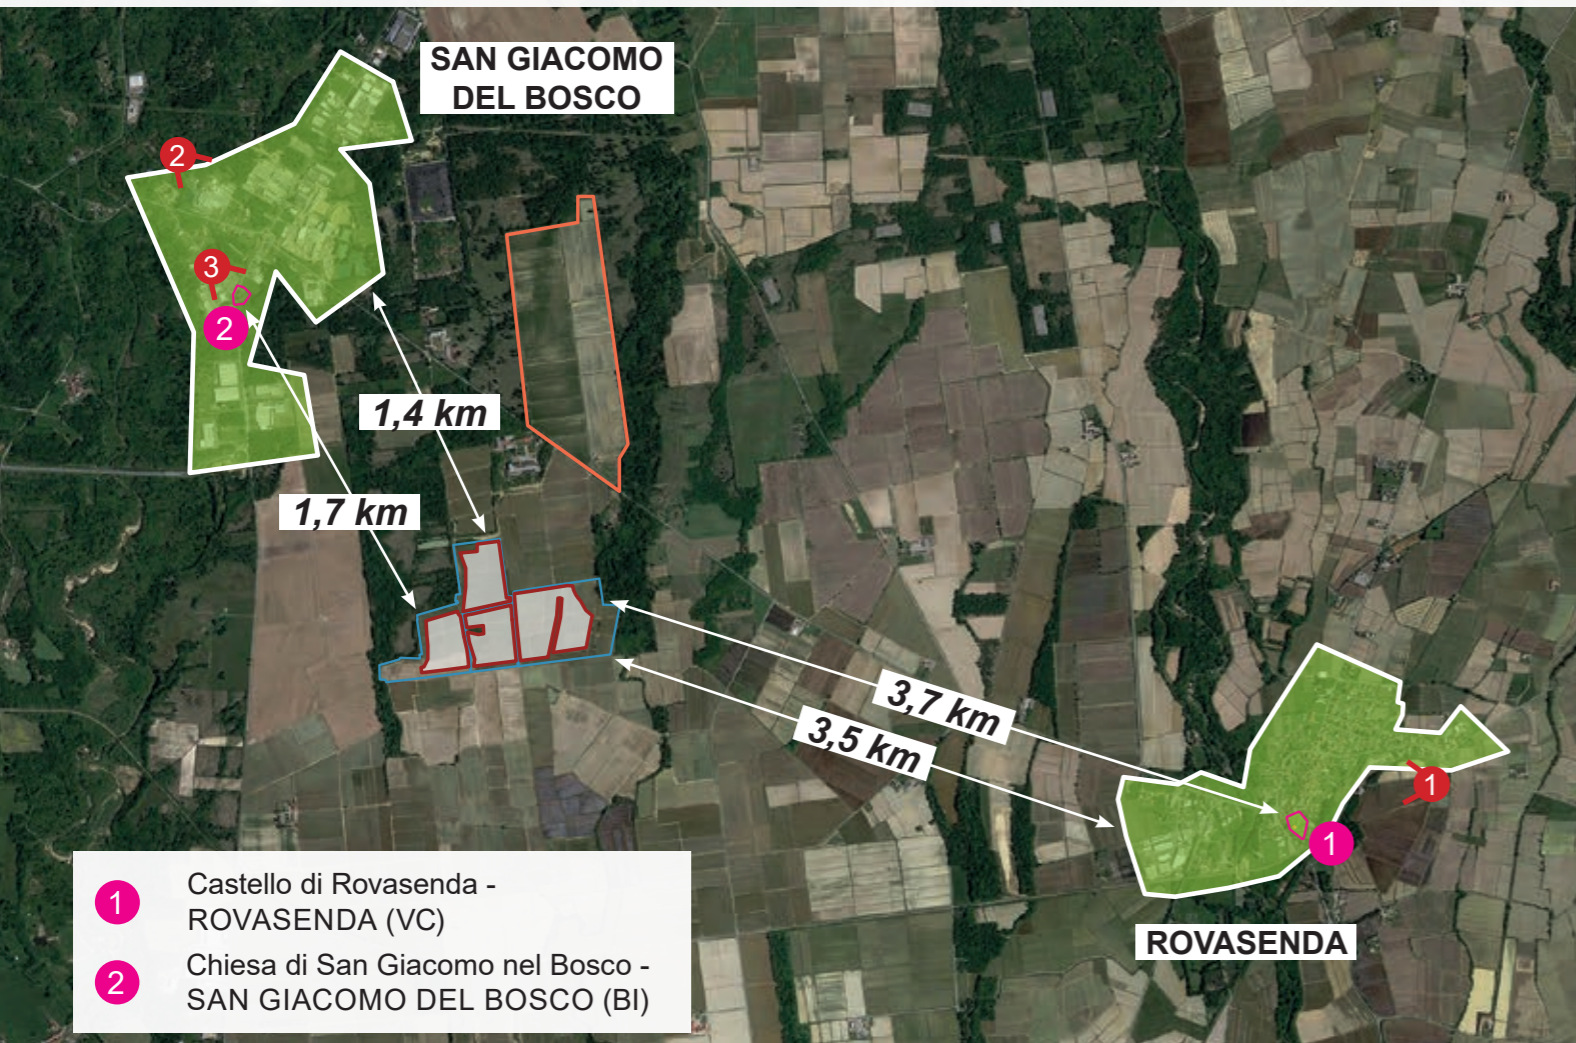 SAN GIACOMO
DEL BOSCO
2
3
2
1,4 km
1,7 km
3,7 km
3,5 km
1
1
ROVASENDA
1
Castello di Rovasenda -
ROVASENDA (VC)
2
Chiesa di San Giacomo nel Bosco -
SAN GIACOMO DEL BOSCO (BI)